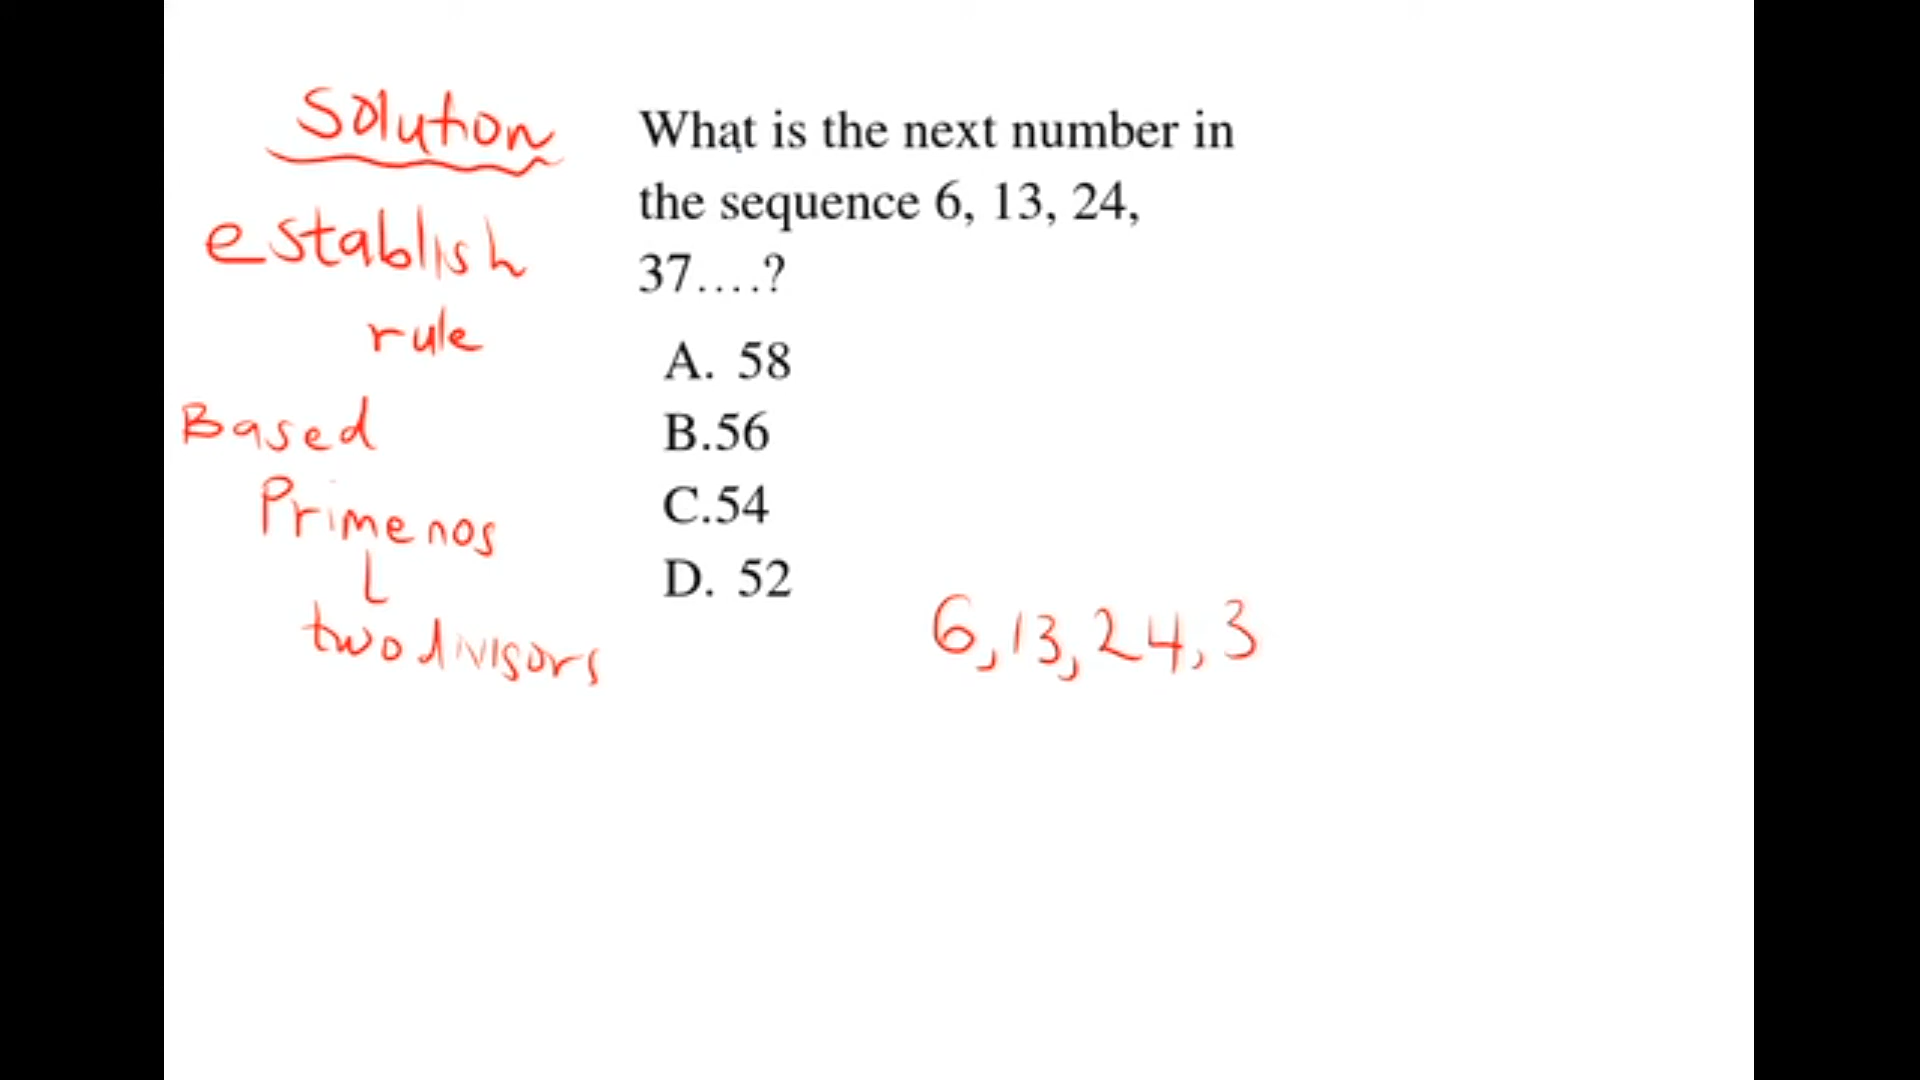 Solution
establish
rule
Based
Prime nos
two divisors
What is the next number in
the sequence 6, 13, 24,
37....?
A. 58
B.56
C.54
D. 52
6, 13, 24, 3